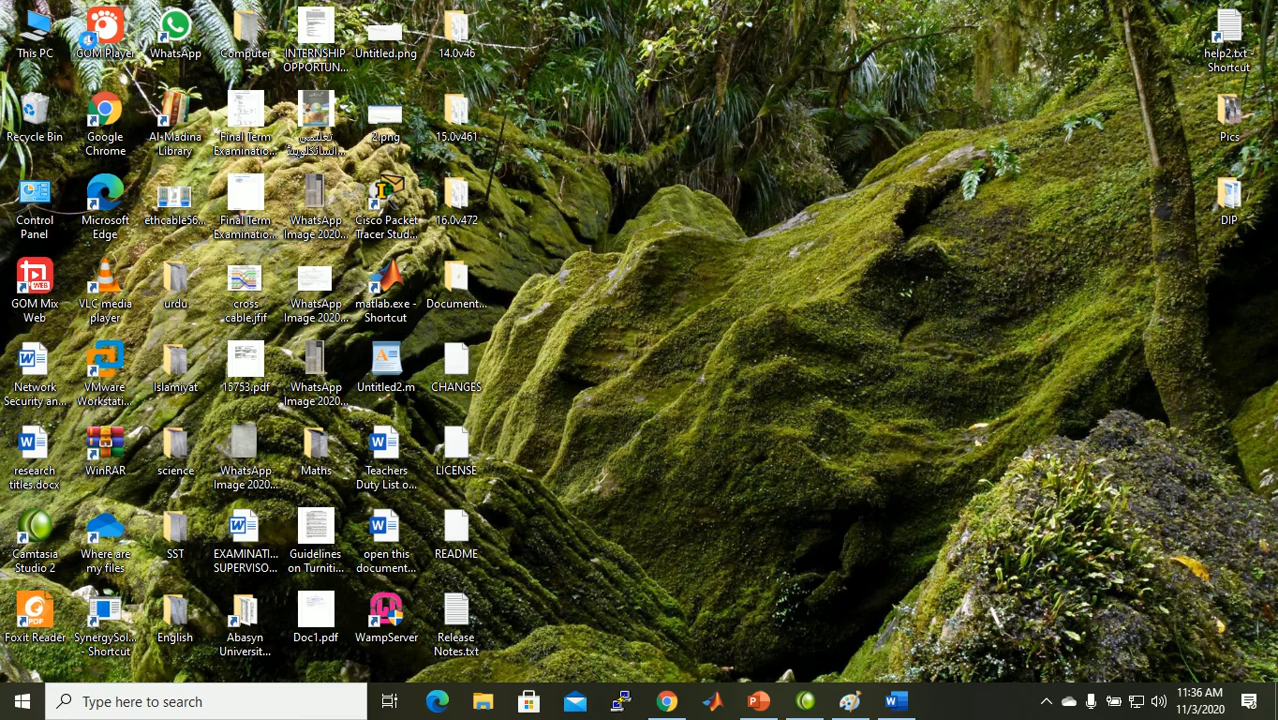 This PC
GOM Player
WhatsApp
Computer
INTERNSHIP
OPPORTUN...
Untitled.png
14.0v46
help2.txt -
Shortcut
Recycle Bin
Google
Chrome
Al-Madina
Library
Final Term
Examinatio...
تعلیمی
2.png
15.0v461
Pics
Control
Panel
Microsoft
Edge
ethcable56...
Final Term
Examinatio...
WhatsApp
Image 2020...
Cisco Packet
Tracer Stud...
16.0v472
DIP
GOM Mix
Web
VLC media
player
urdu
cross
cable.jfif
WhatsApp
Image 2020...
matlab.exe -
Shortcut
Document...
Network
Security an...
VMware
Workstati...
Islamiyat
15753.pdf
WhatsApp
Image 2020...
Untitled2.m
CHANGES
research
titles.docx
WinRAR
science
WhatsApp
Image 2020...
Maths
Teachers
Duty List o...
LICENSE
Camtasia
Studio 2
Where are
my files
SST
EXAMINATI...
SUPERVISO...
Guidelines
on Turniti...
open this
document...
README
Foxit Reader
SynergySol...
- Shortcut
English
Abasyn
Universit...
Doc1.pdf
WampServer
Release
Notes.txt
Type here to search
11:36 AM
11/3/2020